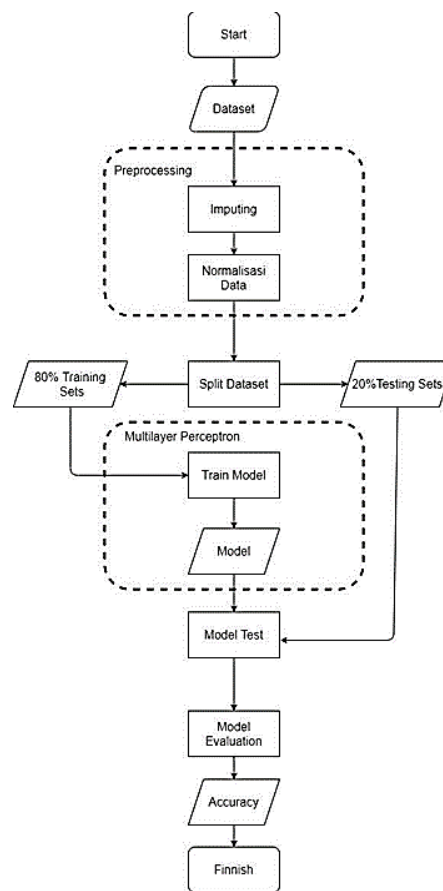 Start
Dataset
Preprocessing
Imputing
Normalisasi
Data
80% Training
Sets
Split Dataset
20%Testing Sets
Multilayer Perceptron
Train Model
Model
Model Test
Model
Evaluation
Accuracy
Finnish